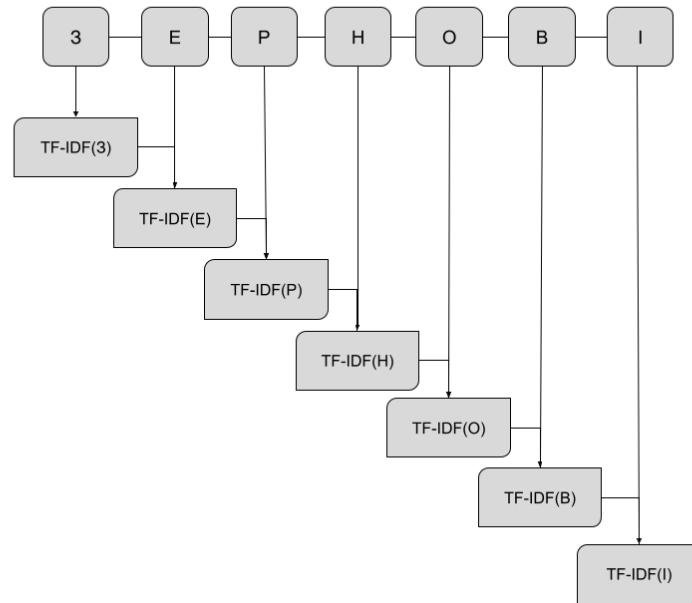 3 E P H O B I
TF-IDF(3)
TF-IDF(E)
TF-IDF(P)
TF-IDF(H)
TF-IDF(O)
TF-IDF(B)
TF-IDF(I)